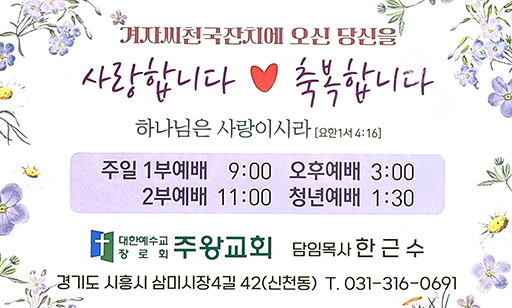 겨자씨천국잔치에 오신 당신을
사랑합니다 축복합니다
하나님은 사랑이시라 [요한1서 4:16]
주일 1부예배 9:00 오후예배 3:00
2부예배 11:00 청년예배 1:30
대한예수교
장로회 주왕교회 담임목사 한근수
경기도 시흥시 삼미시장4길 42(신천동) T. 031-316-0691